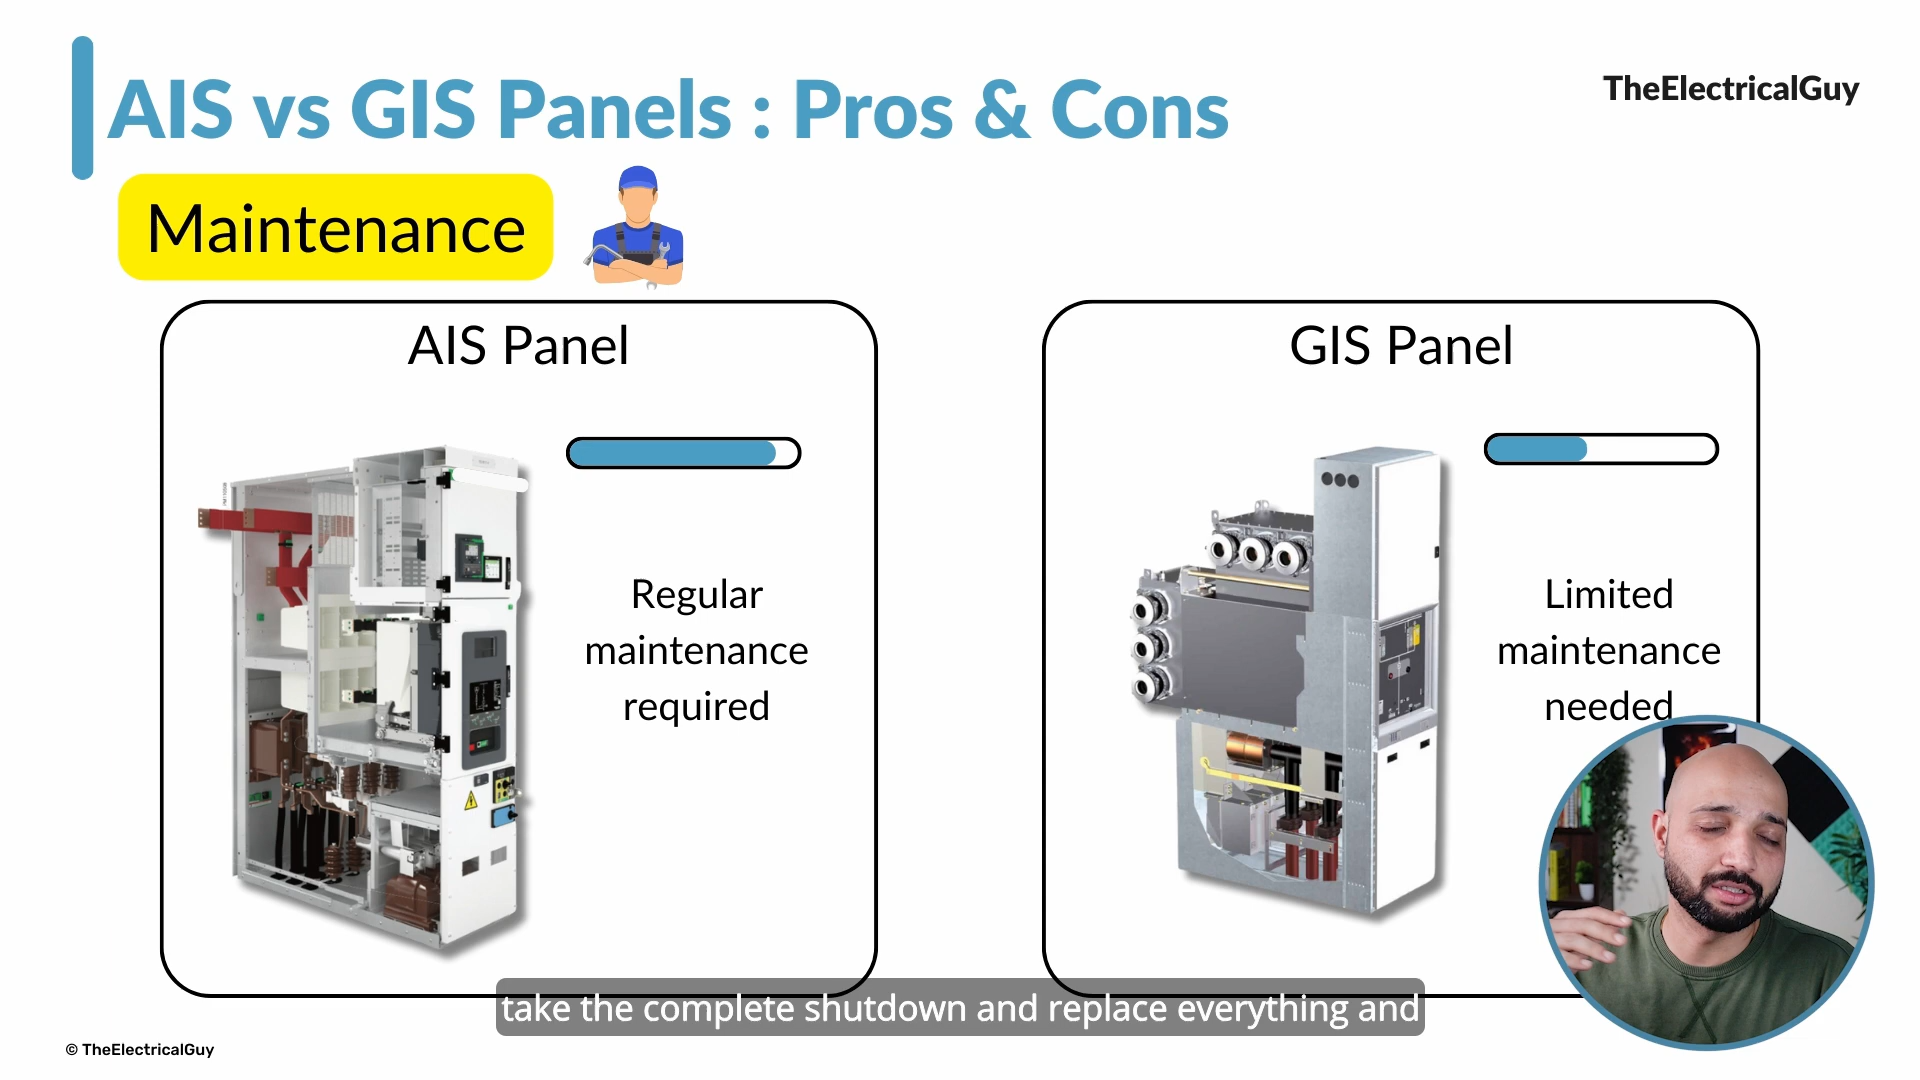 AIS vs GIS Panels : Pros & Cons
TheElectricalGuy
Maintenance
AIS Panel
Regular
maintenance
required
GIS Panel
Limited
maintenance
needed
take the complete shutdown and replace everything and
© TheElectricalGuy